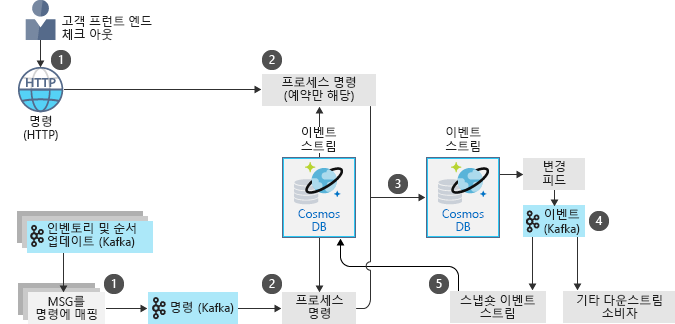 고객 프런트 엔드
체크 아웃
1
HTTP
명령
(HTTP)
2
프로세스 명령
(예약만 해당)
이벤트
스트림
Cosmos
DB
3
이벤트
스트림
Cosmos
DB
변경
피드
이벤트
(Kafka)
4
인벤토리 및 순서
업데이트 (Kafka)
MSG를
명령에 매핑
1
명령 (Kafka)
2
프로세스
명령
5
스냅숏 이벤트
스트림
기타 다운스트림
소비자